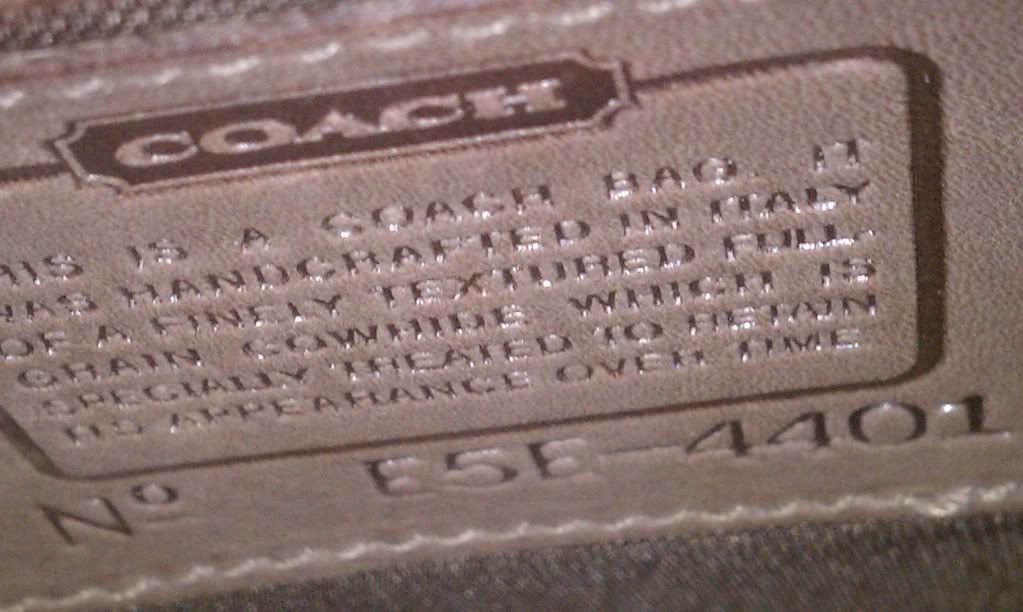 COACH
HIS IS A COACH BAG. IT
WAS HANDCRAFTED IN ITALY
OF A FINELY TEXTURED FULL-
GRAIN COWHIDE WHICH IS
SPECIALLY TREATED TO RETAIN
ITS APPEARANCE OVER TIME
Nº E5E-4401